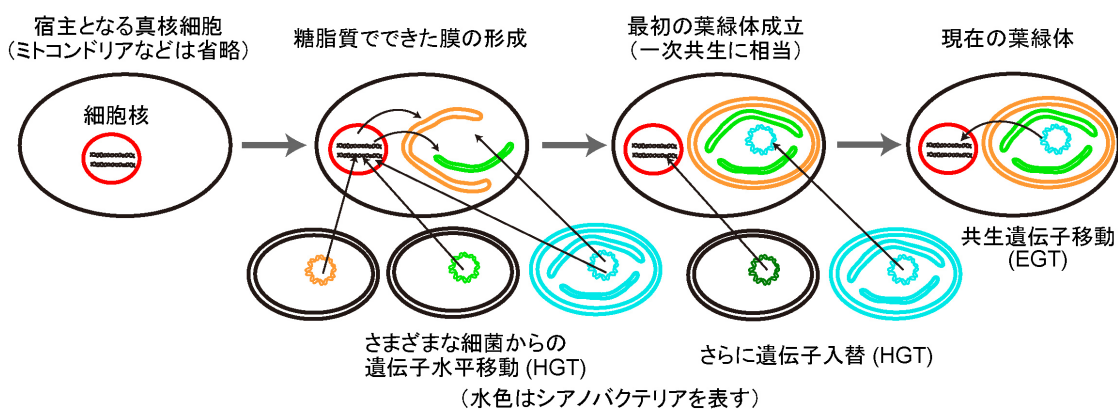 宿主となる真核細胞
（ミトコンドリアなどは省略）
細胞核
糖脂質でできた膜の形成
最初の葉緑体成立
（一次共生に相当）
現在の葉緑体
共生遺伝子移動
(EGT)
さまざまな細菌からの
遺伝子水平移動 (HGT)
さらに遺伝子入替 (HGT)
（水色はシアノバクテリアを表す）